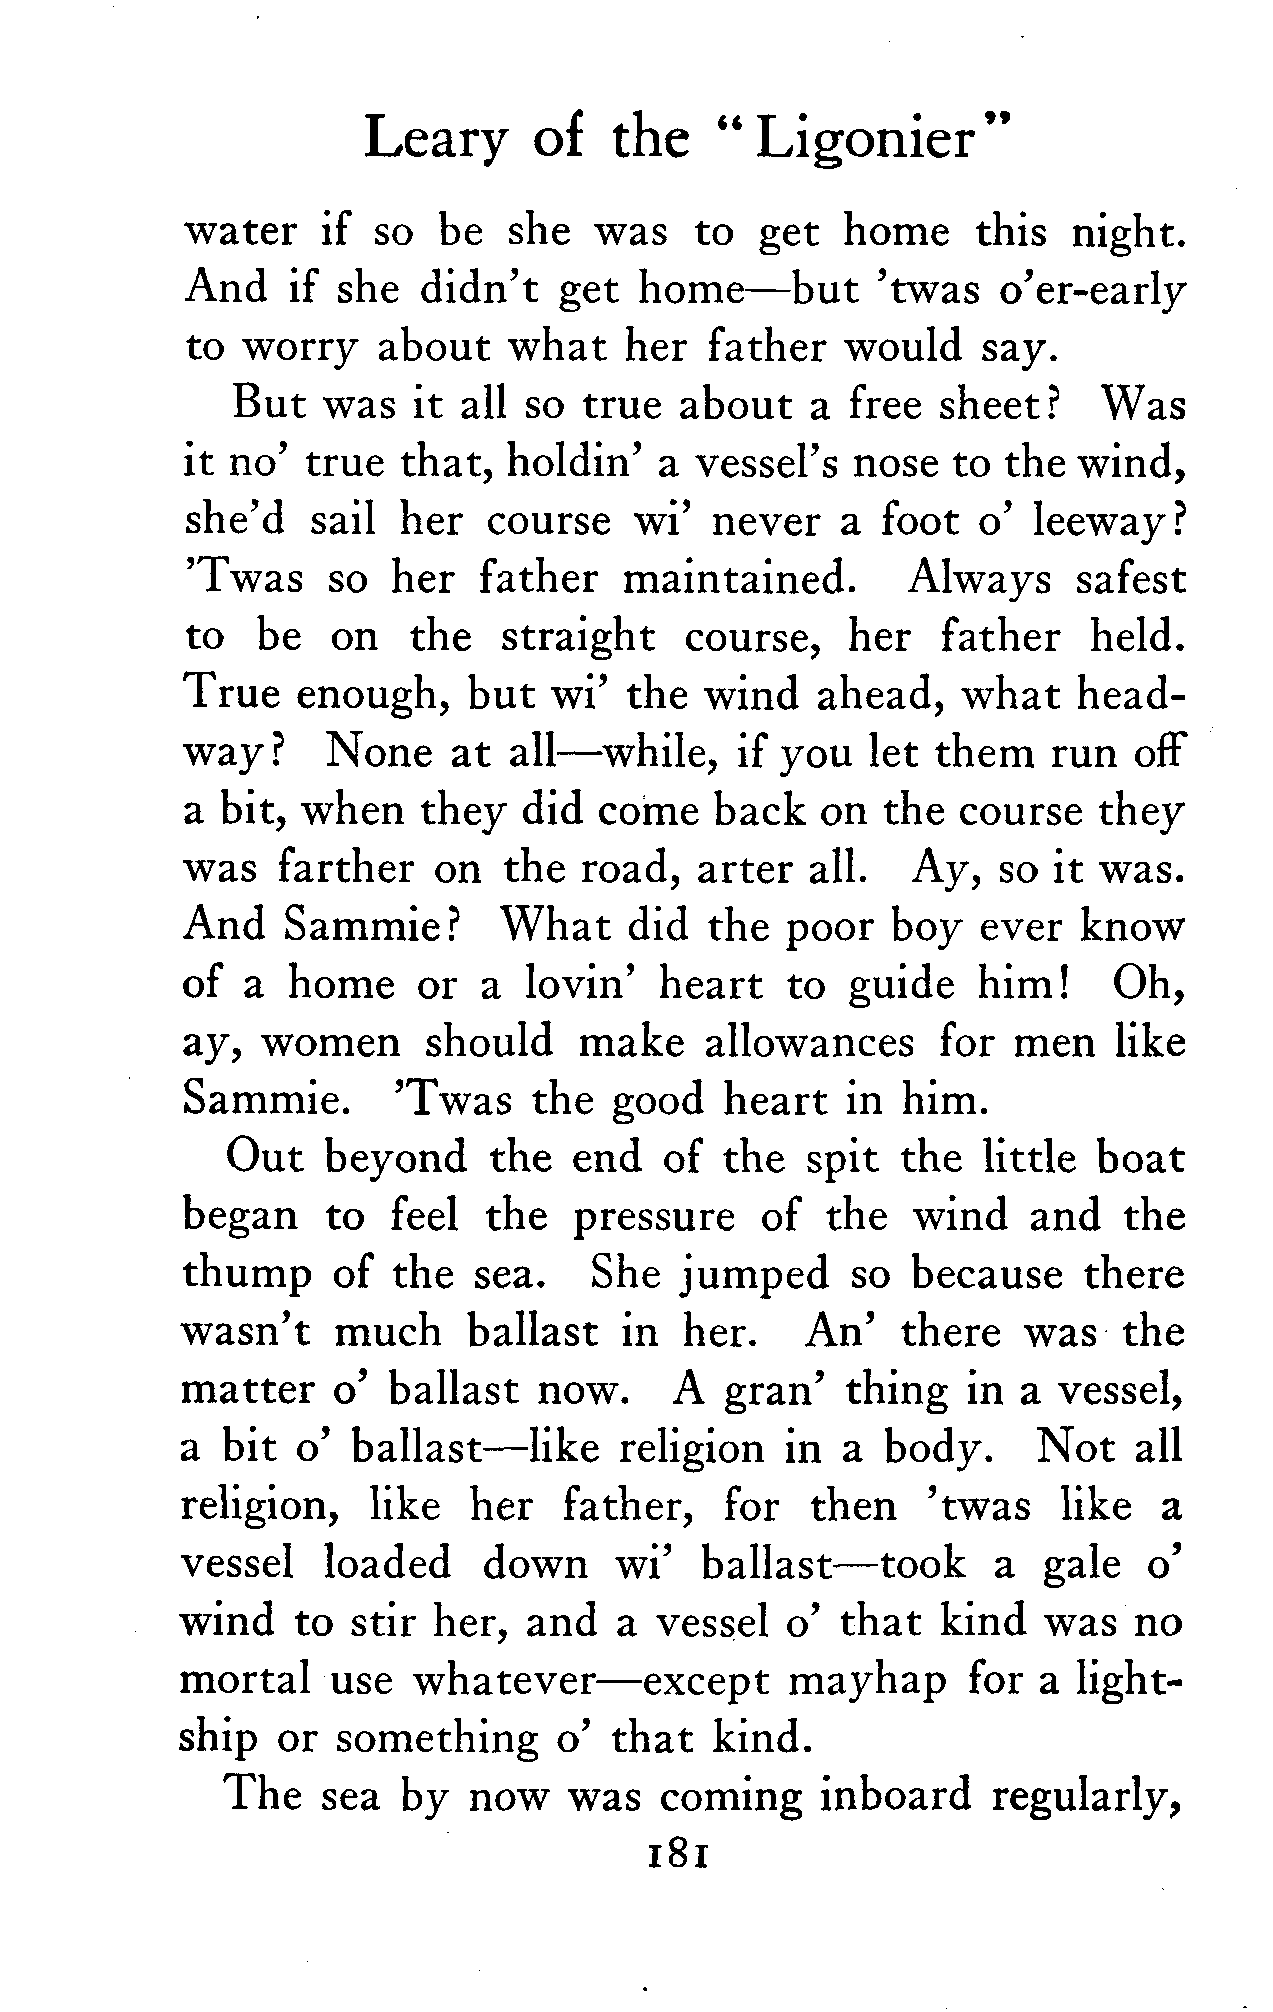 Leary of the “Ligonier”
water if so be she was to get home this night.
And if she didn’t get home—but ’twas o’er-early
to worry about what her father would say.
But was it all so true about a free sheet? Was
it no’ true that, holdin’ a vessel’s nose to the wind,
she’d sail her course wi’ never a foot o’ leeway?
’Twas so her father maintained. Always safest
to be on the straight course, her father held.
True enough, but wi’ the wind ahead, what head-
way? None at all—while, if you let them run off
a bit, when they did come back on the course they
was farther on the road, arter all. Ay, so it was.
And Sammie? What did the poor boy ever know
of a home or a lovin’ heart to guide him! Oh,
ay, women should make allowances for men like
Sammie. ’Twas the good heart in him.
Out beyond the end of the spit the little boat
began to feel the pressure of the wind and the
thump of the sea. She jumped so because there
wasn’t much ballast in her. An’ there was the
matter o’ ballast now. A gran’ thing in a vessel,
a bit o’ ballast—like religion in a body. Not all
religion, like her father, for then ’twas like a
vessel loaded down wi’ ballast—took a gale o’
wind to stir her, and a vessel o’ that kind was no
mortal use whatever—except mayhap for a light-
ship or something o’ that kind.
The sea by now was coming inboard regularly,
181